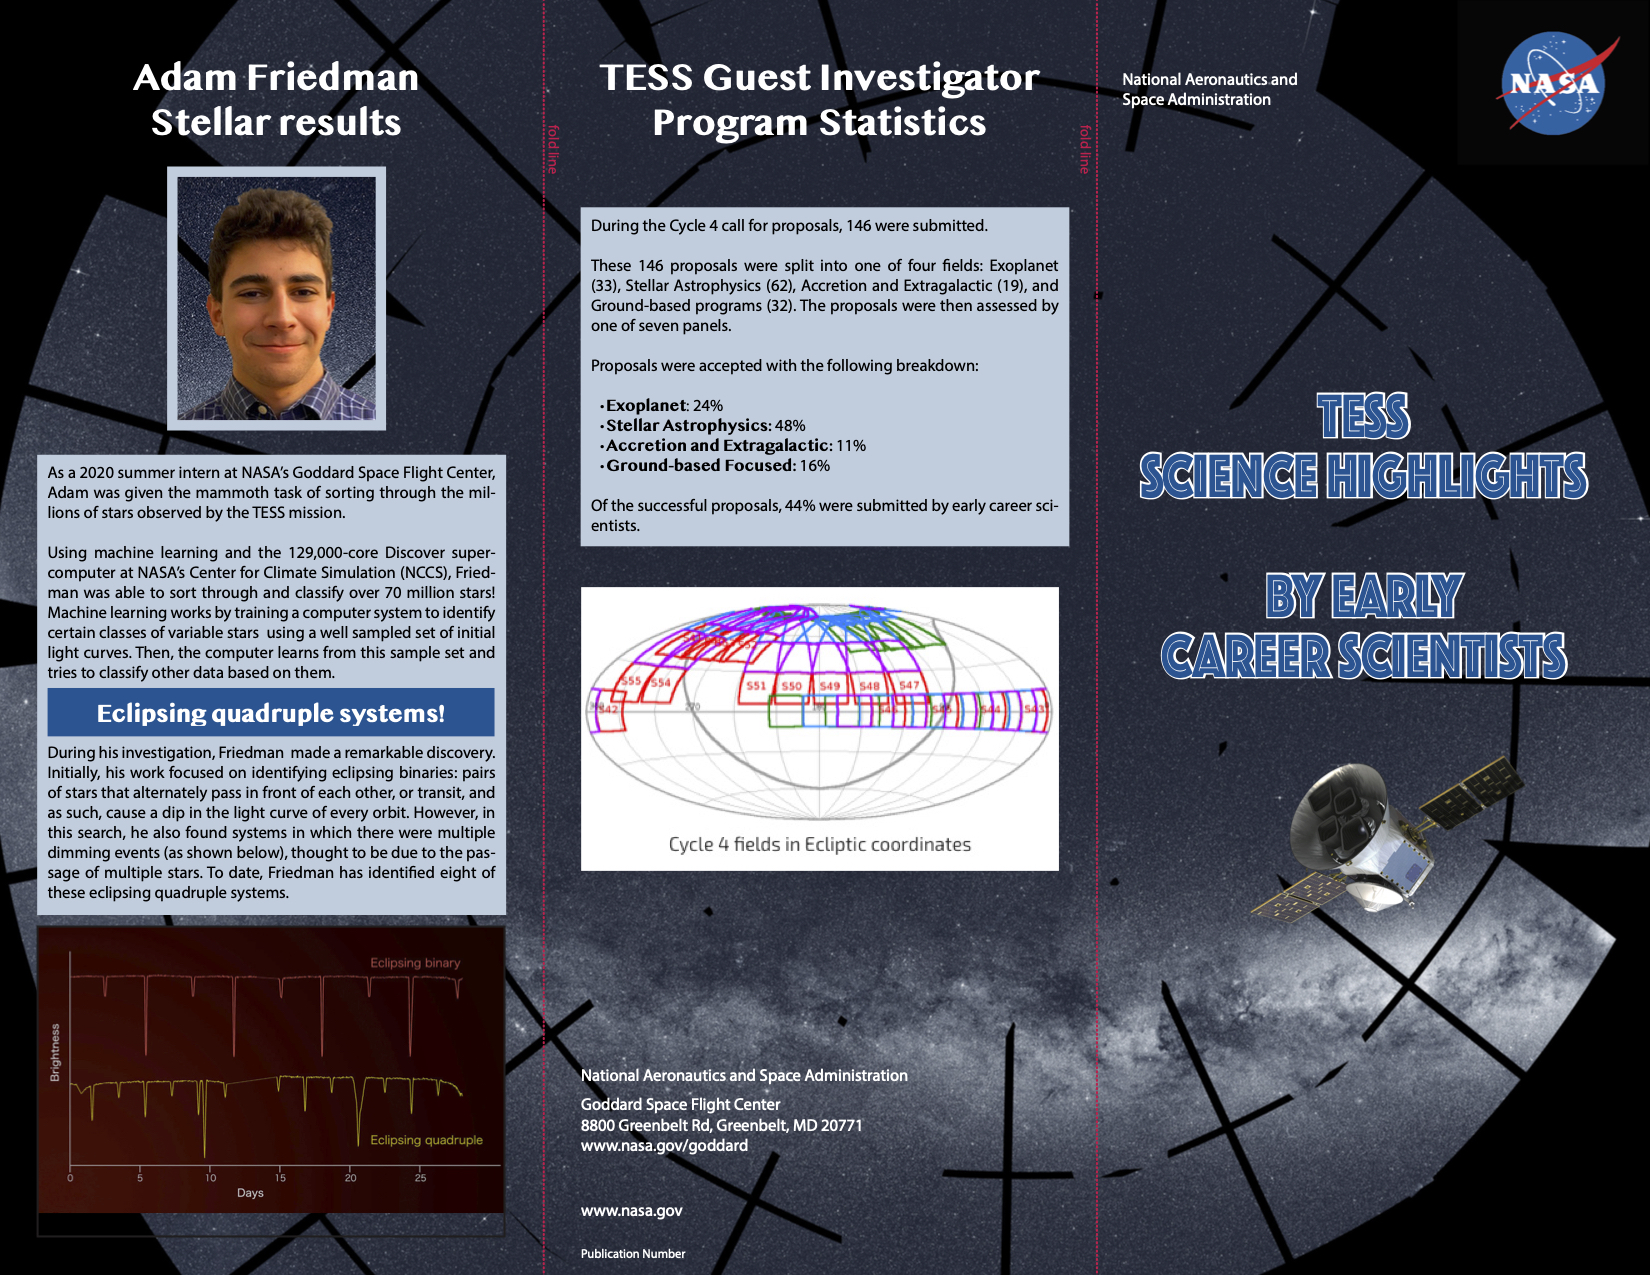 Adam Friedman
Stellar results
As a 2020 summer intern at NASA's Goddard Space Flight Center,
Adam was given the mammoth task of sorting through the mil-
lions of stars observed by the TESS mission.
Using machine learning and the 129,000-core Discover super-
computer at NASA's Center for Climate Simulation (NCCS), Fried-
man was able to sort through and classify over 70 million stars!
Machine learning works by training a computer system to identify
certain classes of variable stars using a well sampled set of initial
light curves. Then, the computer learns from this sample set and
tries to classify other data based on them.
Eclipsing quadruple systems!
During his investigation, Friedman made a remarkable discovery.
Initially, his work focused on identifying eclipsing binaries: pairs
of stars that alternately pass in front of each other, or transit, and
as such, cause a dip in the light curve of every orbit. However, in
this search, he also found systems in which there were multiple
dimming events (as shown below), thought to be due to the pas-
sage of multiple stars. To date, Friedman has identified eight of
these eclipsing quadruple systems.
Eclipsing binary
Brightness
Eclipsing quadruple
0 5 10 15 20 25
Days
fold line
TESS Guest Investigator
Program Statistics
During the Cycle 4 call for proposals, 146 were submitted.
These 146 proposals were split into one of four fields: Exoplanet
(33), Stellar Astrophysics (62), Accretion and Extragalactic (19), and
Ground-based programs (32). The proposals were then assessed by
one of seven panels.
Proposals were accepted with the following breakdown:
• Exoplanet: 24%
• Stellar Astrophysics: 48%
• Accretion and Extragalactic: 11%
• Ground-based Focused: 16%
Of the successful proposals, 44% were submitted by early career sci-
entists.
S55 S54 S51 S50 S49 S48 S47
S42 270 S44 S43
Cycle 4 fields in Ecliptic coordinates
National Aeronautics and Space Administration
Goddard Space Flight Center
8800 Greenbelt Rd, Greenbelt, MD 20771
www.nasa.gov/goddard
www.nasa.gov
Publication Number
fold line
National Aeronautics and
Space Administration
NASA
TESS
SCIENCE HIGHLIGHTS
BY EARLY
CAREER SCIENTISTS